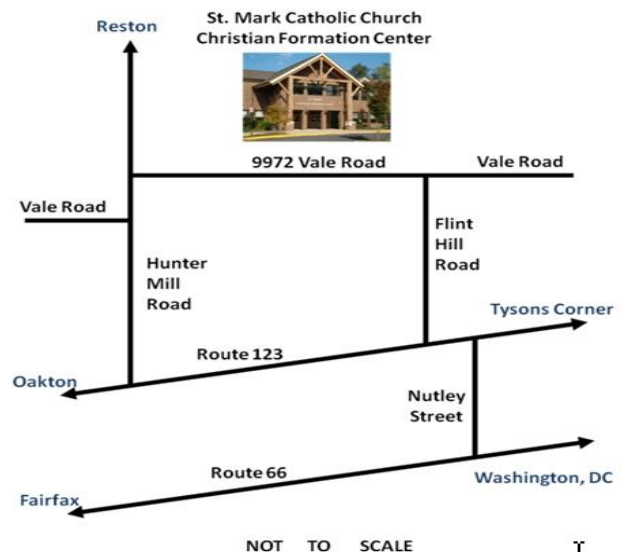 St. Mark Catholic Church
Christian Formation Center
Reston
9972 Vale Road
Vale Road
Vale Road
Flint
Hill
Road
Hunter
Mill
Road
Tysons Corner
Route 123
Oakton
Nutley
Street
Route 66
Washington, DC
Fairfax
NOT TO SCALE